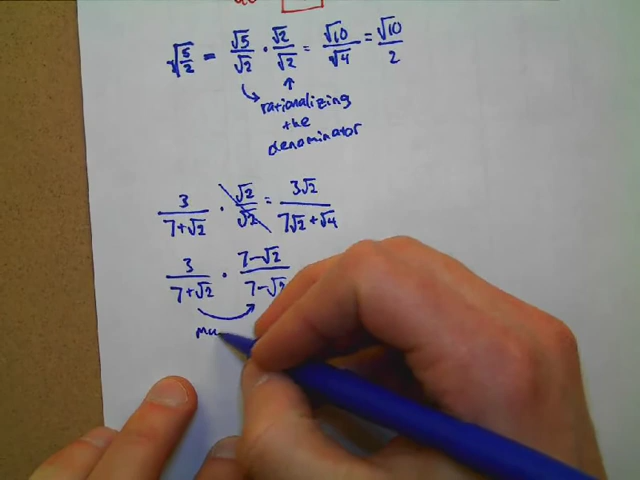 √5/2 = √5/√2 · √2/√2 = √10/√4 = √10/2
rationalizing
the
denominator
3/7+√2 · √2/√2 = 3√2/7√2+√4
3/7+√2 · 7-√2/7-√2
mu